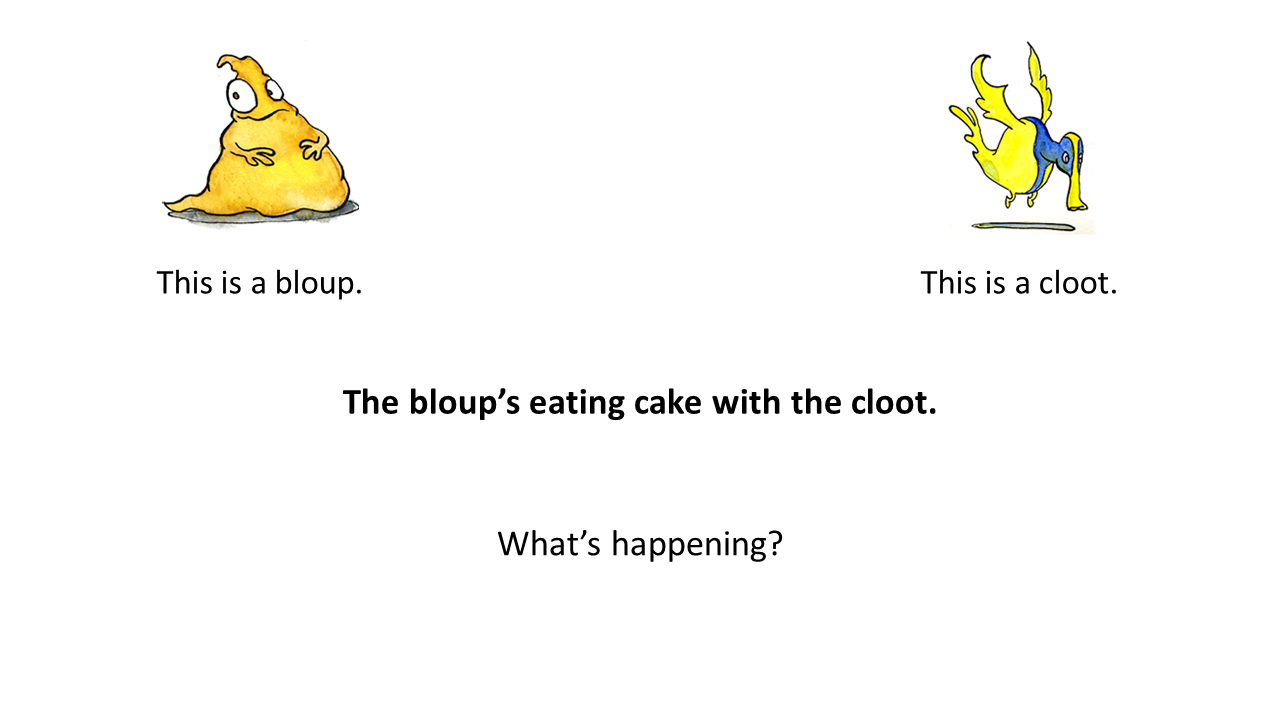 This is a bloup.
This is a cloot.
The bloup’s eating cake with the cloot.
What’s happening?